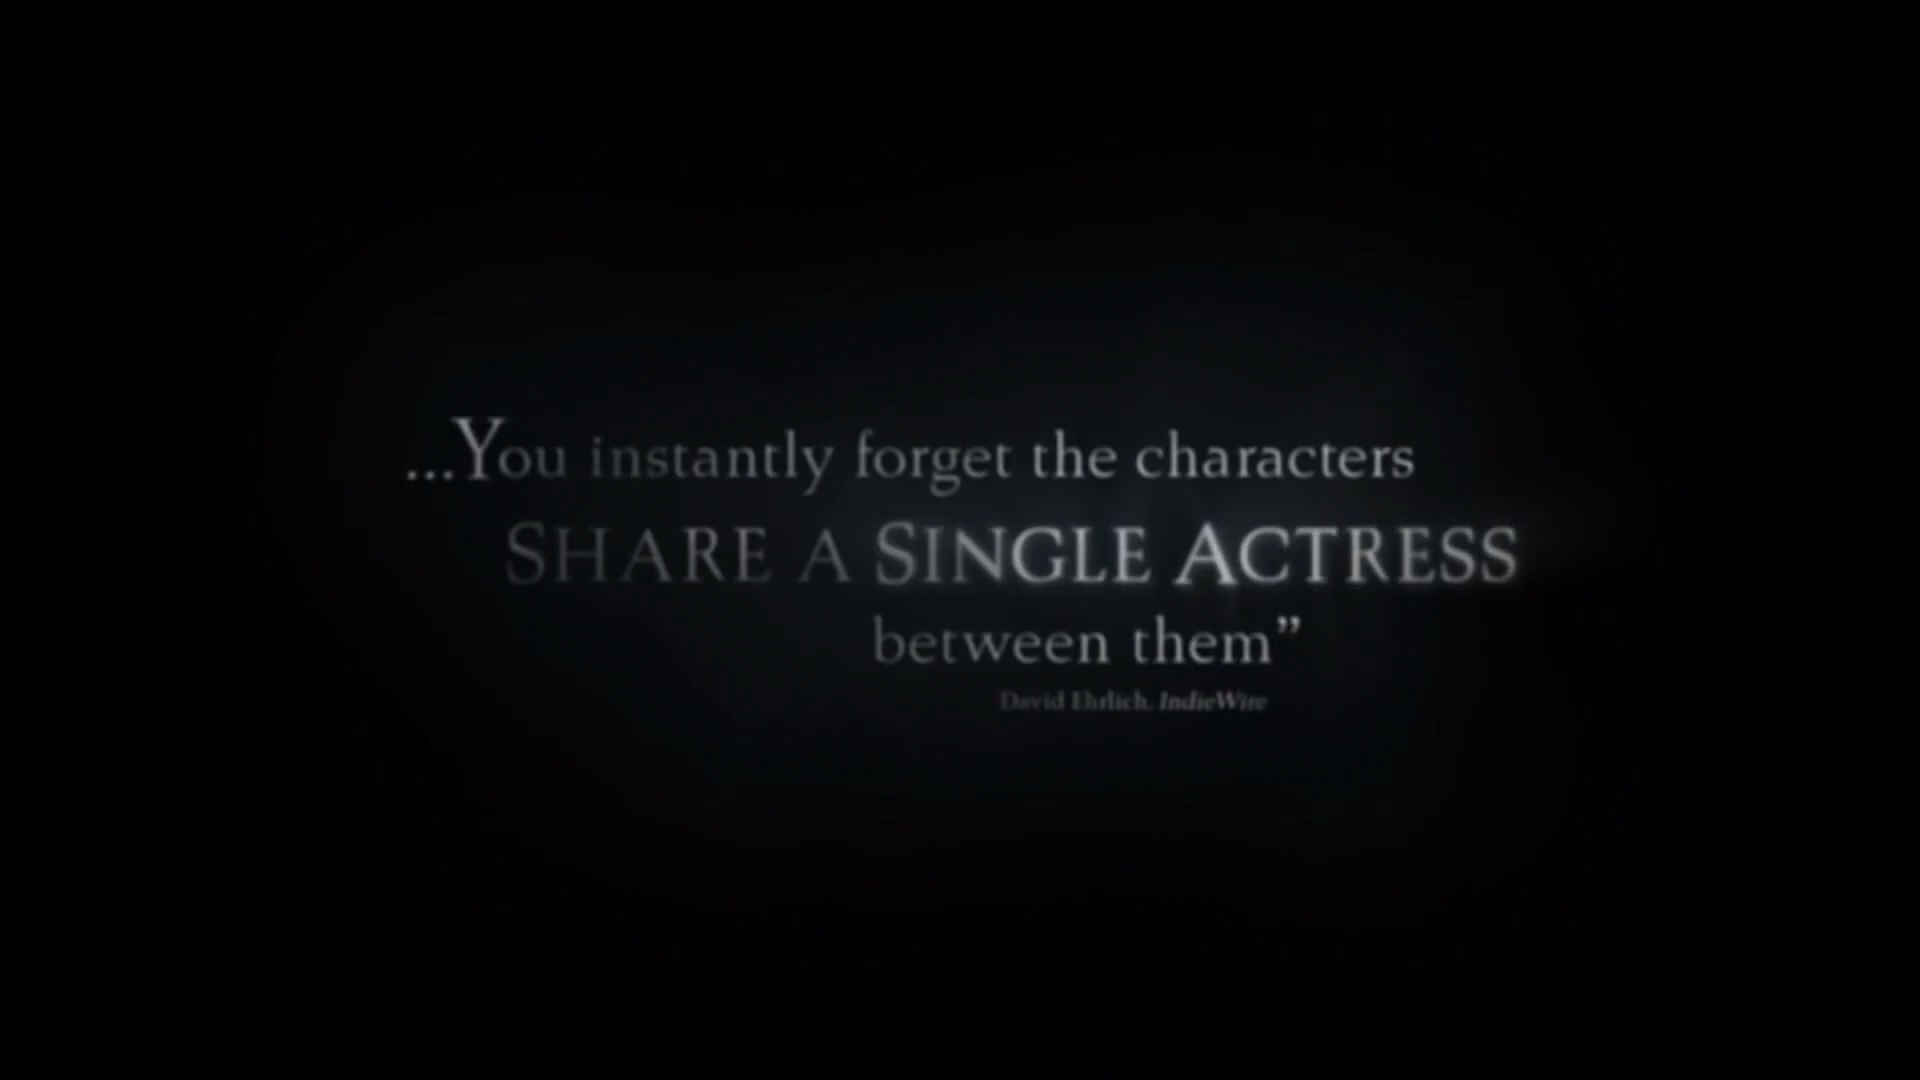 ...You instantly forget the characters
SHARE A SINGLE ACTRESS
between them”
David Ehrlich, IndieWire